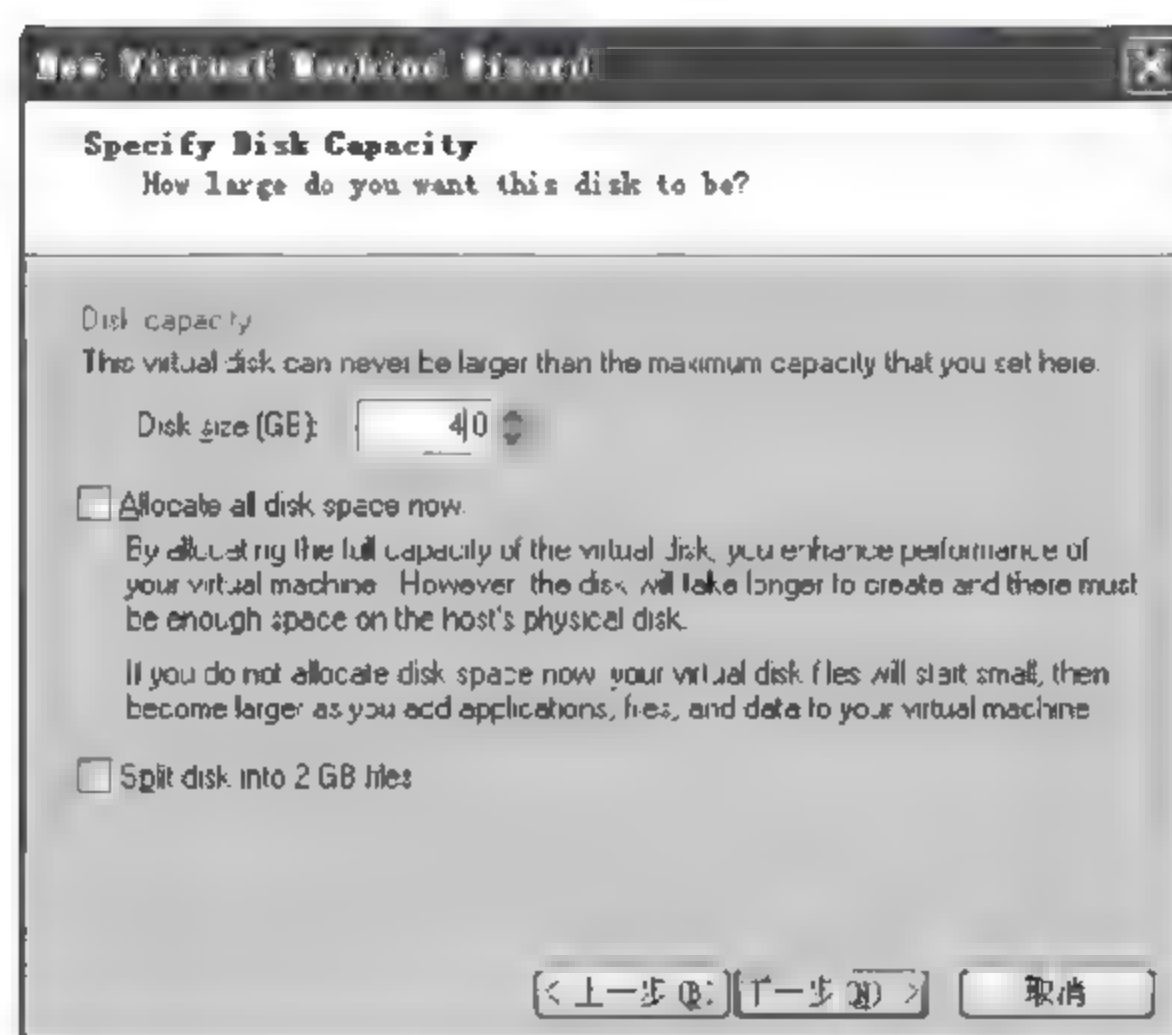 New Virtual Machine Wizard
Specify Disk Capacity
How large do you want this disk to be?
Disk capacity
This virtual disk can never be larger than the maximum capacity that you set here.
Disk size (GB): 4.0
Allocate all disk space now.
By allocating the full capacity of the virtual disk, you enhance performance of
your virtual machine. However, the disk will take longer to create and there must
be enough space on the host's physical disk.
If you do not allocate disk space now, your virtual disk files will start small, then
become larger as you add applications, files, and data to your virtual machine.
Split disk into 2 GB files
< 上一步(B) 下一步(N) > 取消